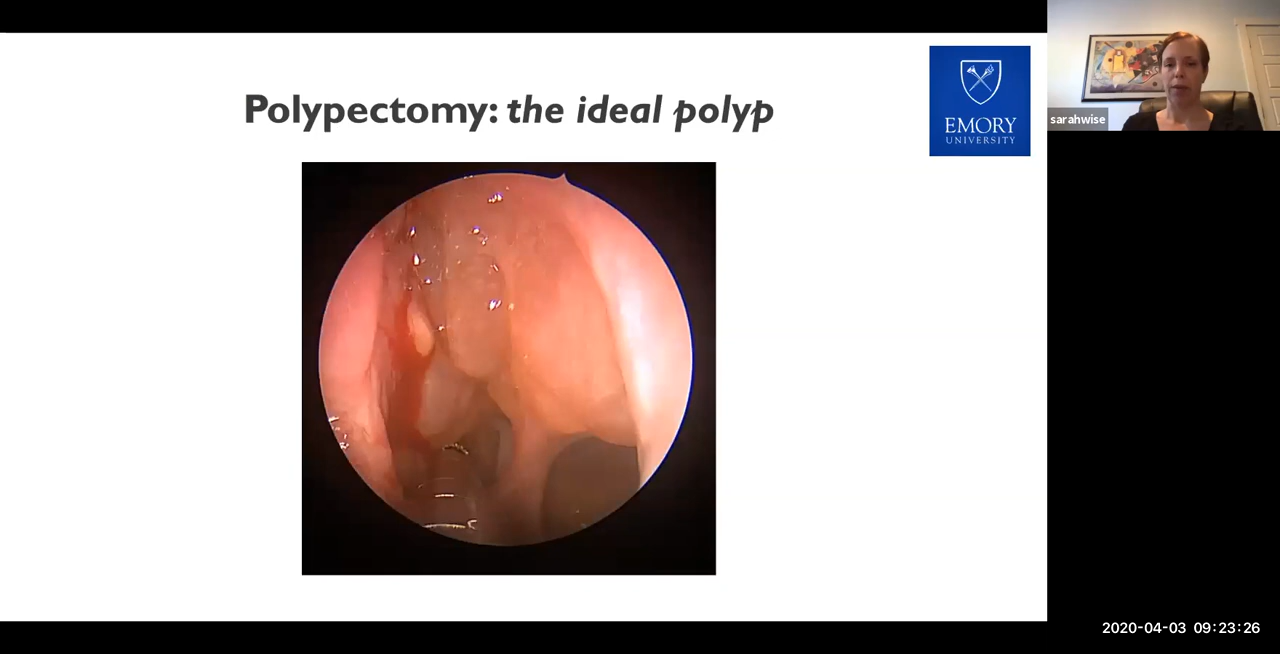 Polypectomy: the ideal polyp
EMORY
UNIVERSITY
sarahwise
2020-04-03 09:23:26